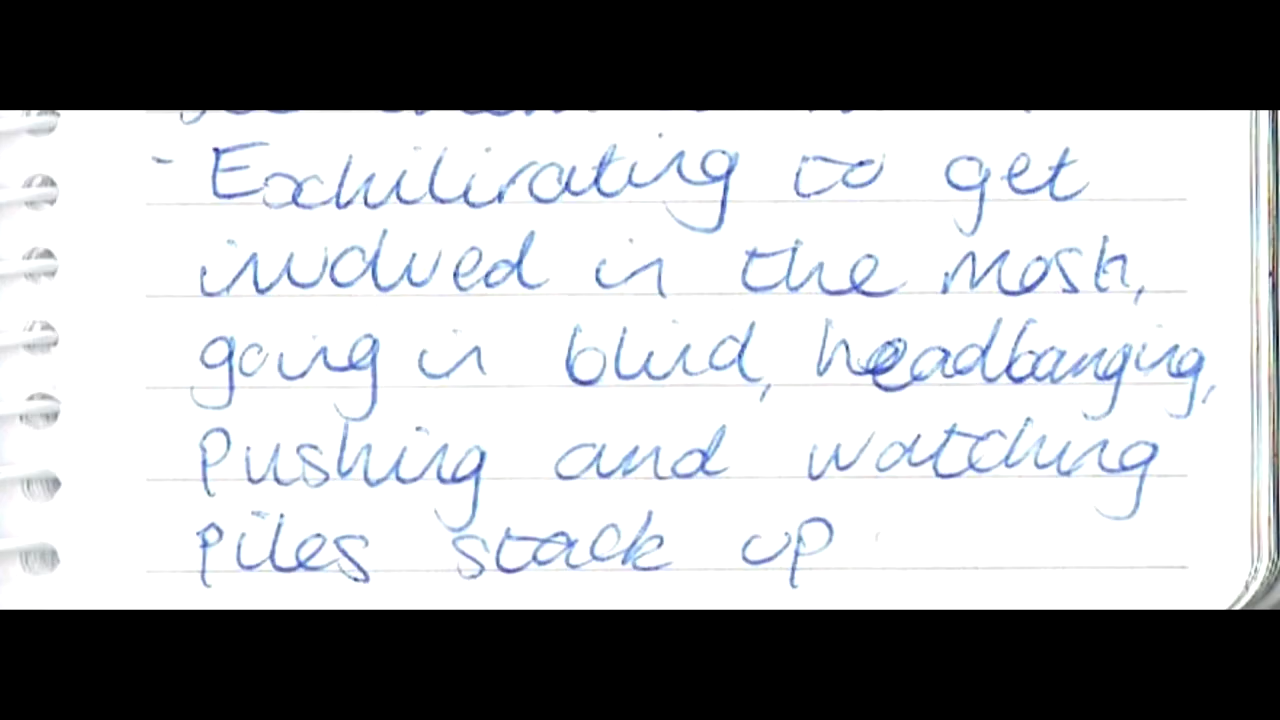 - Exhilirating to get
involved in the mosh,
going in blind, headbanging,
pushing and watching
piles stack up